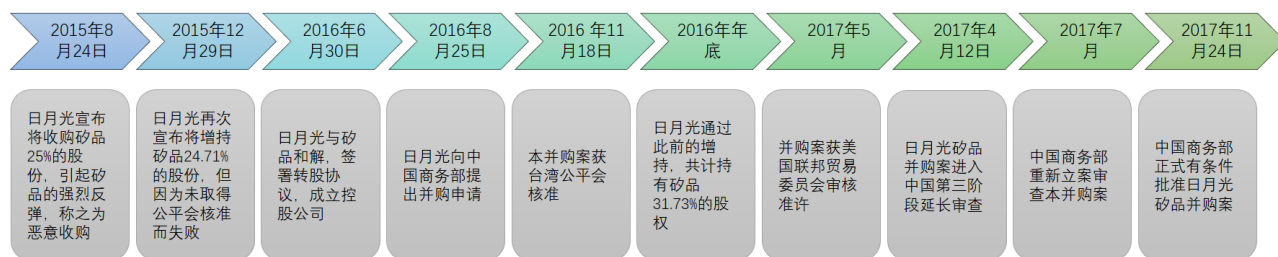 2015年8
月24日
2015年12
月29日
2016年6
月30日
2016年8
月25日
2016 年11
月18日
2016年年
底
2017年5
月
2017年4
月12日
2017年7
月
2017年11
月24日
日月光宣布
将收购矽品
25%的股
份，引起矽
品的强烈反
弹，称之为
恶意收购
日月光再次
宣布将增持
矽品24.71%
的股份，但
因为未取得
公平会核准
而失败
日月光与矽
品和解，签
署转股协
议，成立控
股公司
日月光向中
国商务部提
出并购申请
本并购案获
台湾公平会
核准
日月光通过
此前的增
持，共计持
有矽品
31.73%的股
权
并购案获美
国联邦贸易
委员会审核
准许
日月光矽品
并购案进入
中国第三阶
段延长审查
中国商务部
重新立案审
查本并购案
中国商务部
正式有条件
批准日月光
矽品并购案